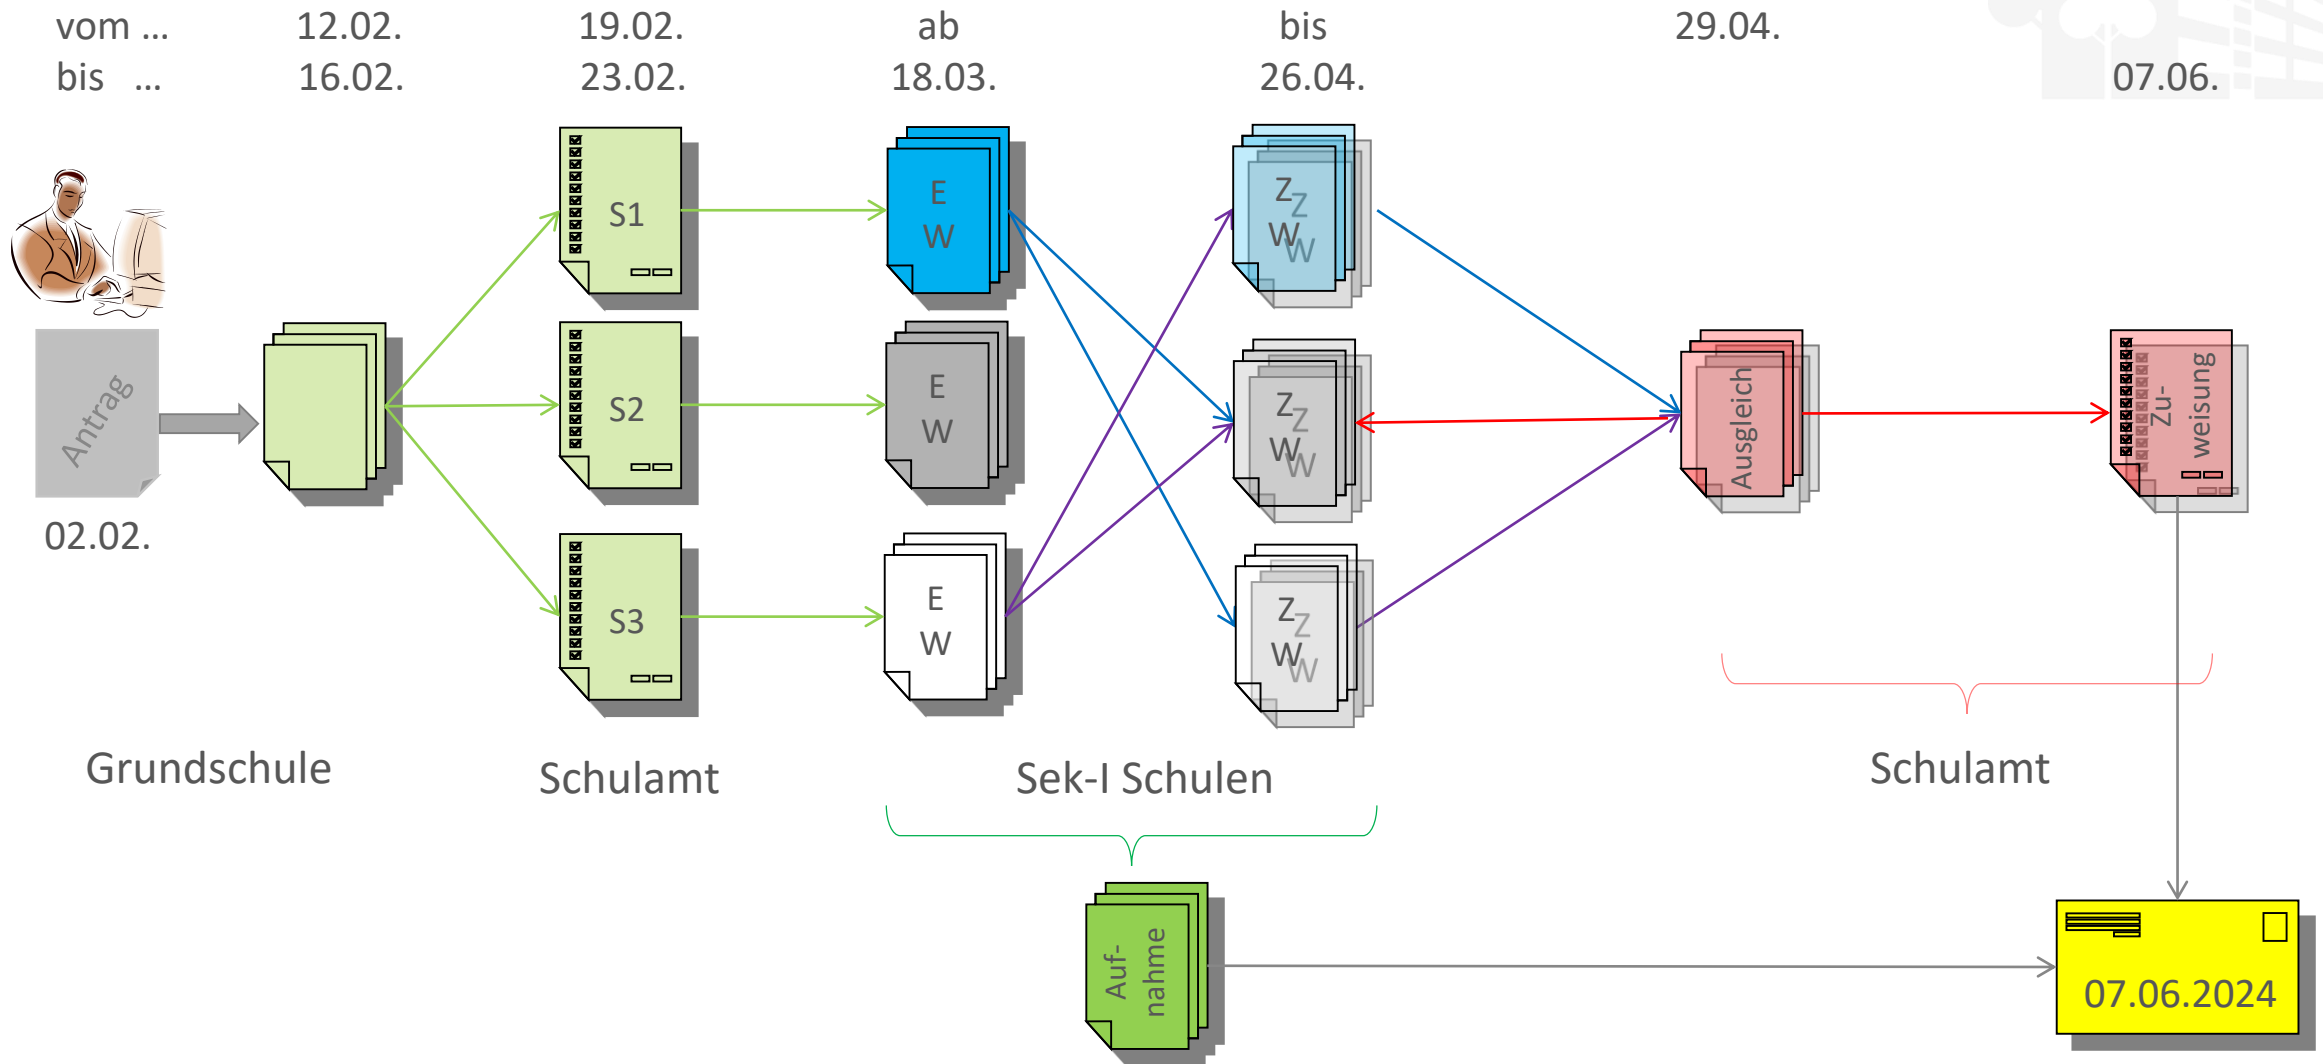 vom ... 12.02. 19.02. ab bis 29.04.
bis ... 16.02. 23.02. 18.03. 26.04. 07.06.
S1
E
W
Z
W
Z
W
Antrag
02.02.
S2
E
W
Z
W
Z
W
Ausgleich
Zu-
weisung
S3
E
W
Z
W
Z
W
Grundschule
Schulamt
Sek-I Schulen
Schulamt
Auf-
nahme
07.06.2024